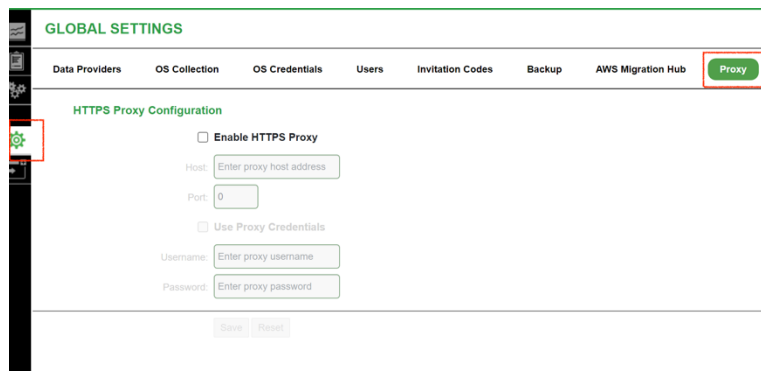 GLOBAL SETTINGS
Data Providers OS Collection OS Credentials Users Invitation Codes Backup AWS Migration Hub Proxy
HTTPS Proxy Configuration
Enable HTTPS Proxy
Host: Enter proxy host address
Port: 0
Use Proxy Credentials
Username: Enter proxy username
Password: Enter proxy password
Save Reset